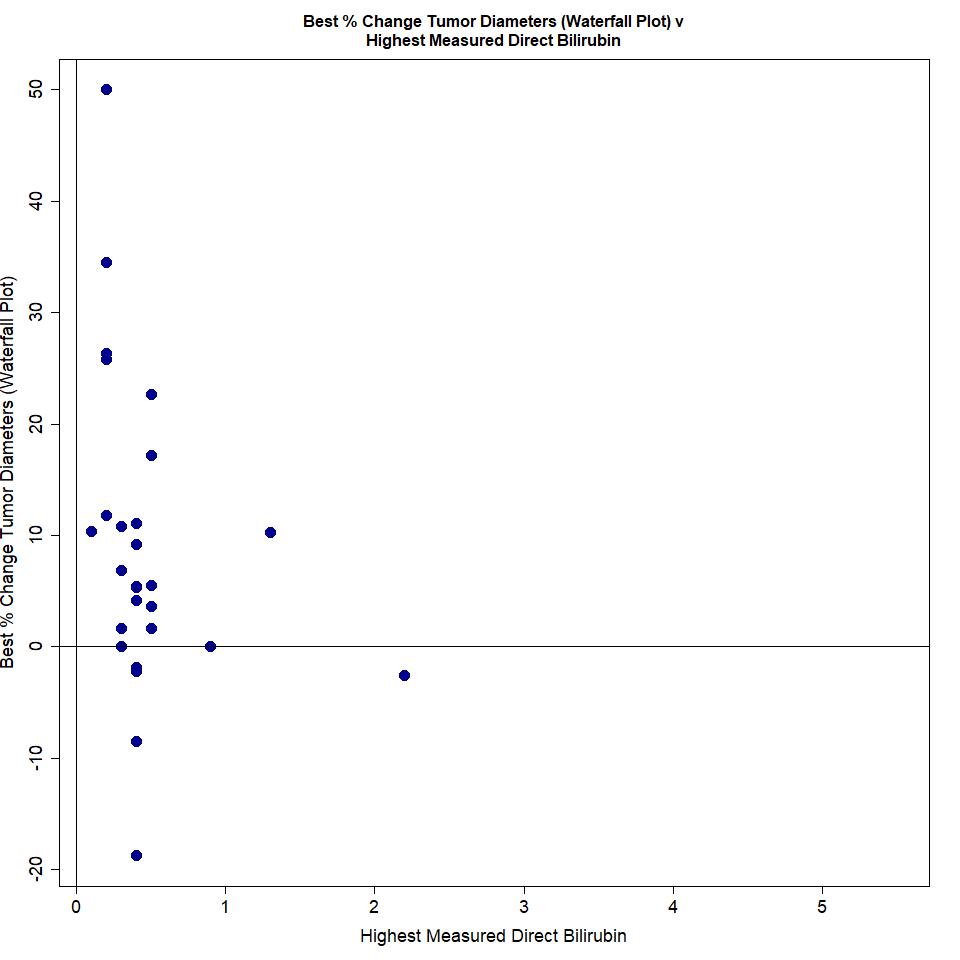 Best % Change Tumor Diameters (Waterfall Plot) v
Highest Measured Direct Bilirubin
Best % Change Tumor Diameters (Waterfall Plot)
50
40
30
20
10
0
-10
-20
0 1 2 3 4 5
Highest Measured Direct Bilirubin